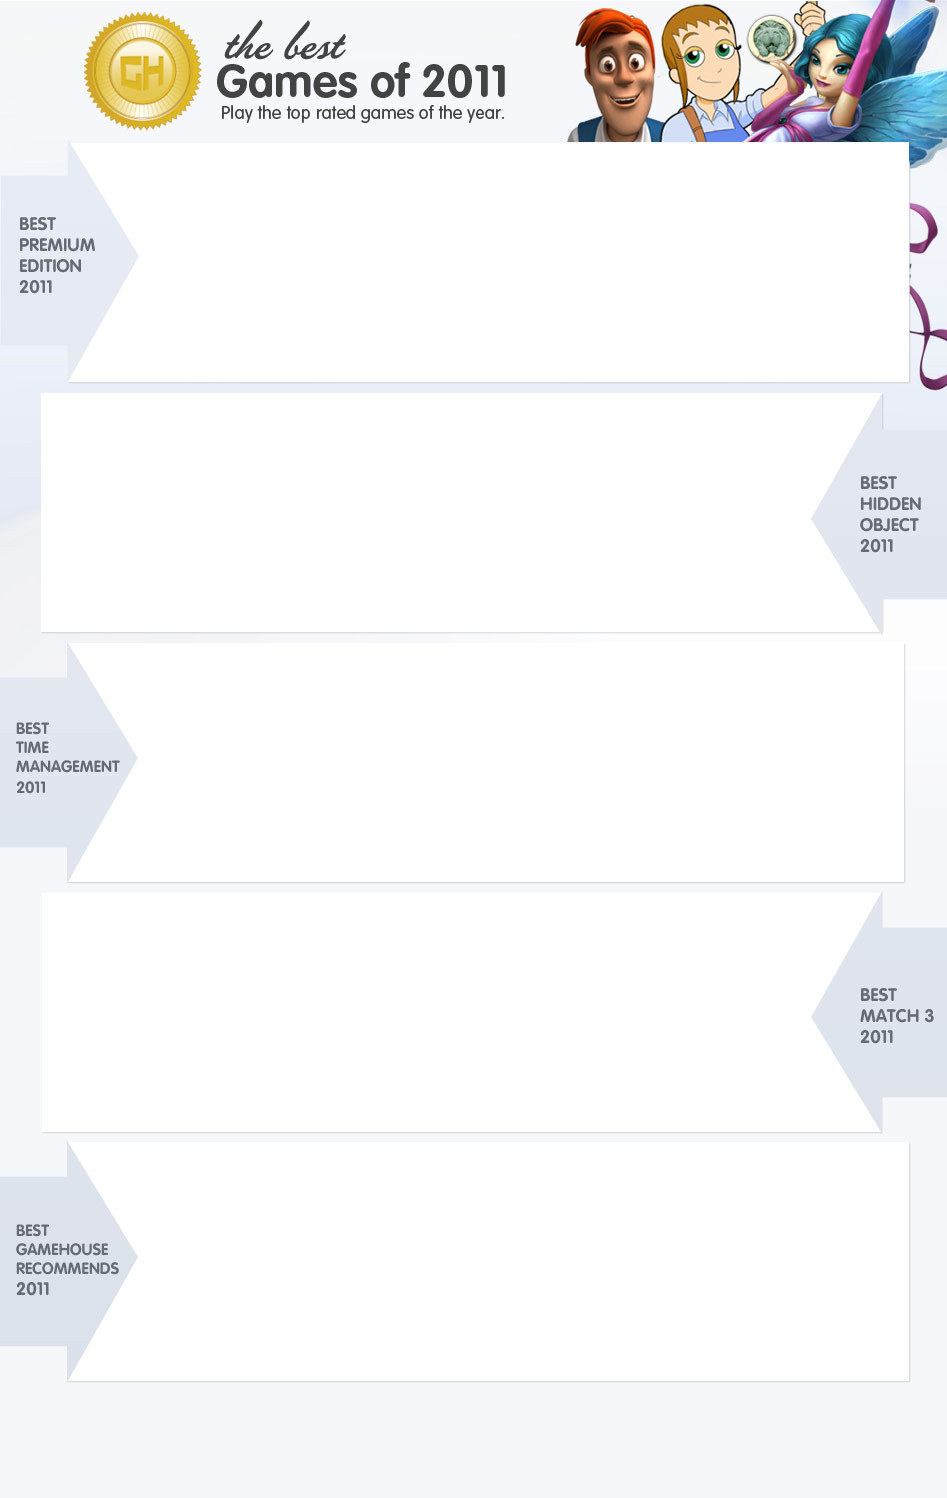 GH
the best
Games of 2011
Play the top rated games of the year.
BEST
PREMIUM
EDITION
2011
BEST
HIDDEN
OBJECT
2011
BEST
TIME
MANAGEMENT
2011
BEST
MATCH 3
2011
BEST
GAMEHOUSE
RECOMMENDS
2011